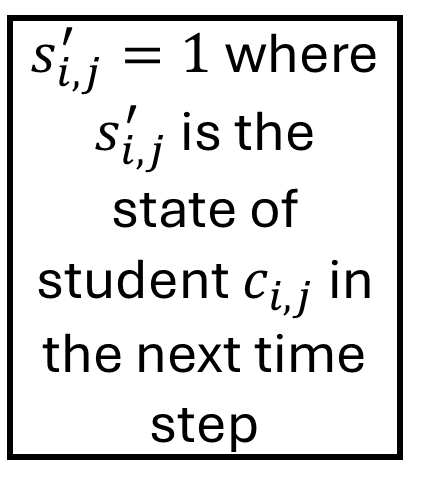 s′i,j = 1 where
s′i,j is the
state of
student ci,j in
the next time
step